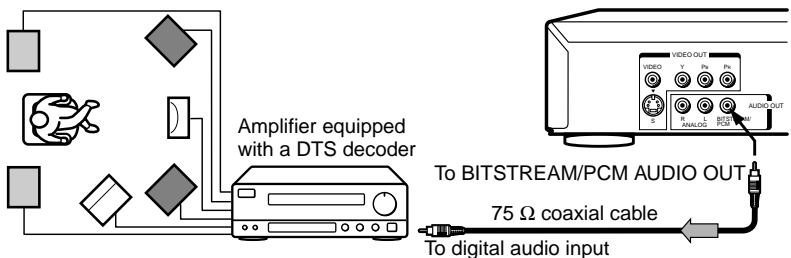 VIDEO OUT
VIDEO Y PB PR
S
R L BITSTREAM/
ANALOG PCM
AUDIO OUT
Amplifier equipped
with a DTS decoder
To BITSTREAM/PCM AUDIO OUT
75 Ω coaxial cable
To digital audio input